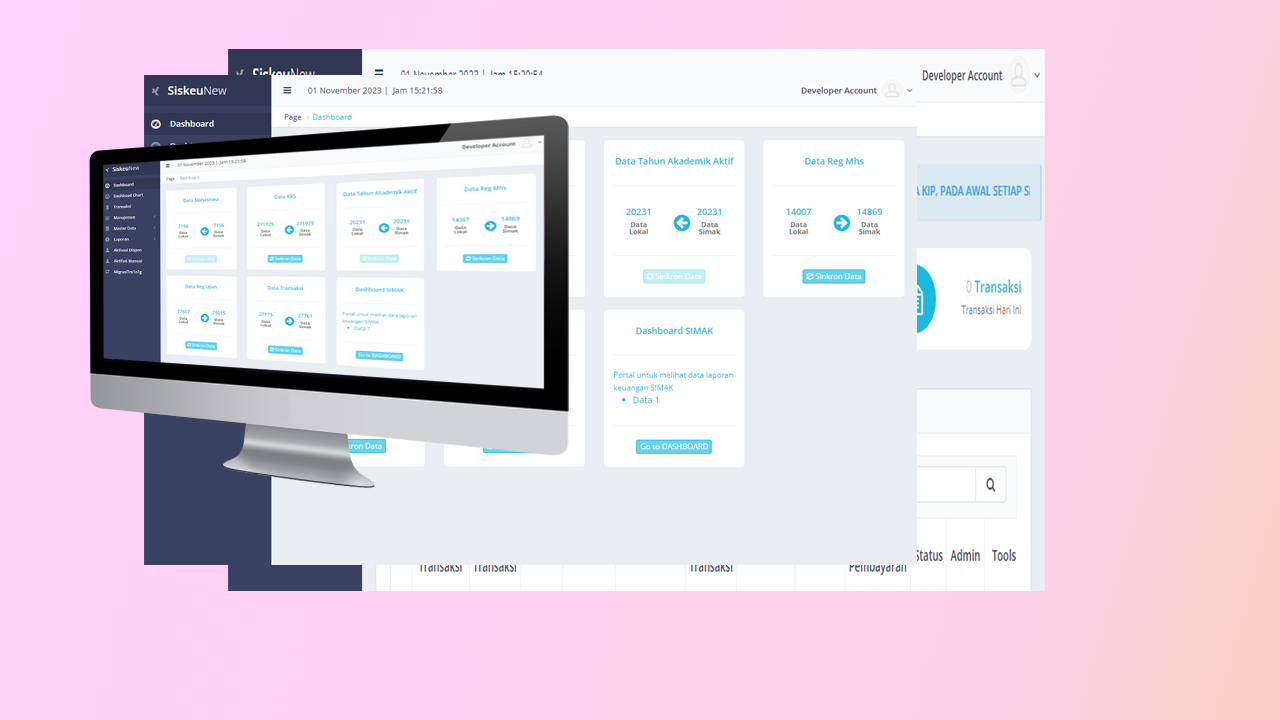 SiskeuNew
01 November 2023 | Jam 15:20:54
Developer Account
SiskeuNew
01 November 2023 | Jam 15:21:58
Developer Account
Page Dashboard
Dashboard
A KIP, PADA AWAL SETIAP
0 Transaksi
Transaksi Hari Ini
Data Tahun Akademik Aktif
20231 20231
Data Lokal
Data Simak
Sinkron Data
Data Reg Mhs
14007 14869
Data Lokal
Data Simak
Sinkron Data
Dashboard SIMAK
Portal untuk melihat data laporan
keuangan SIMAK
Data 1
Go to DASHBOARD
Data
Transaksi Transaksi Transaksi Pembayaran Status Admin Tools
SiskeuNew
01 November 2023 | Jam 15:21:58
Developer Account
Page Dashboard
Dashboard
Dashboad Chart
Transaksi
Manajemen
Master Data
Laporan
Aktivasi Dispen
Aktifasi Manual
Data Mahasiswa
7156 7156
Data Lokal
Data Simak
Sinkron Data
Data KRS
271925 271929
Data Lokal
Data Simak
Sinkron Data
Data Tahun Akademik Aktif
20231 20231
Data Lokal
Data Simak
Sinkron Data
Data Reg Mhs
14007 14869
Data Lokal
Data Simak
Sinkron Data
Data Reg Ujian
27607 28015
Data Lokal
Data Simak
Sinkron Data
Data Transaksi
27175 27761
Data Lokal
Data Simak
Sinkron Data
Dashboard SIMAK
Portal untuk melihat data laporan
keuangan SIMAK
Data 1
Go to DASHBOARD